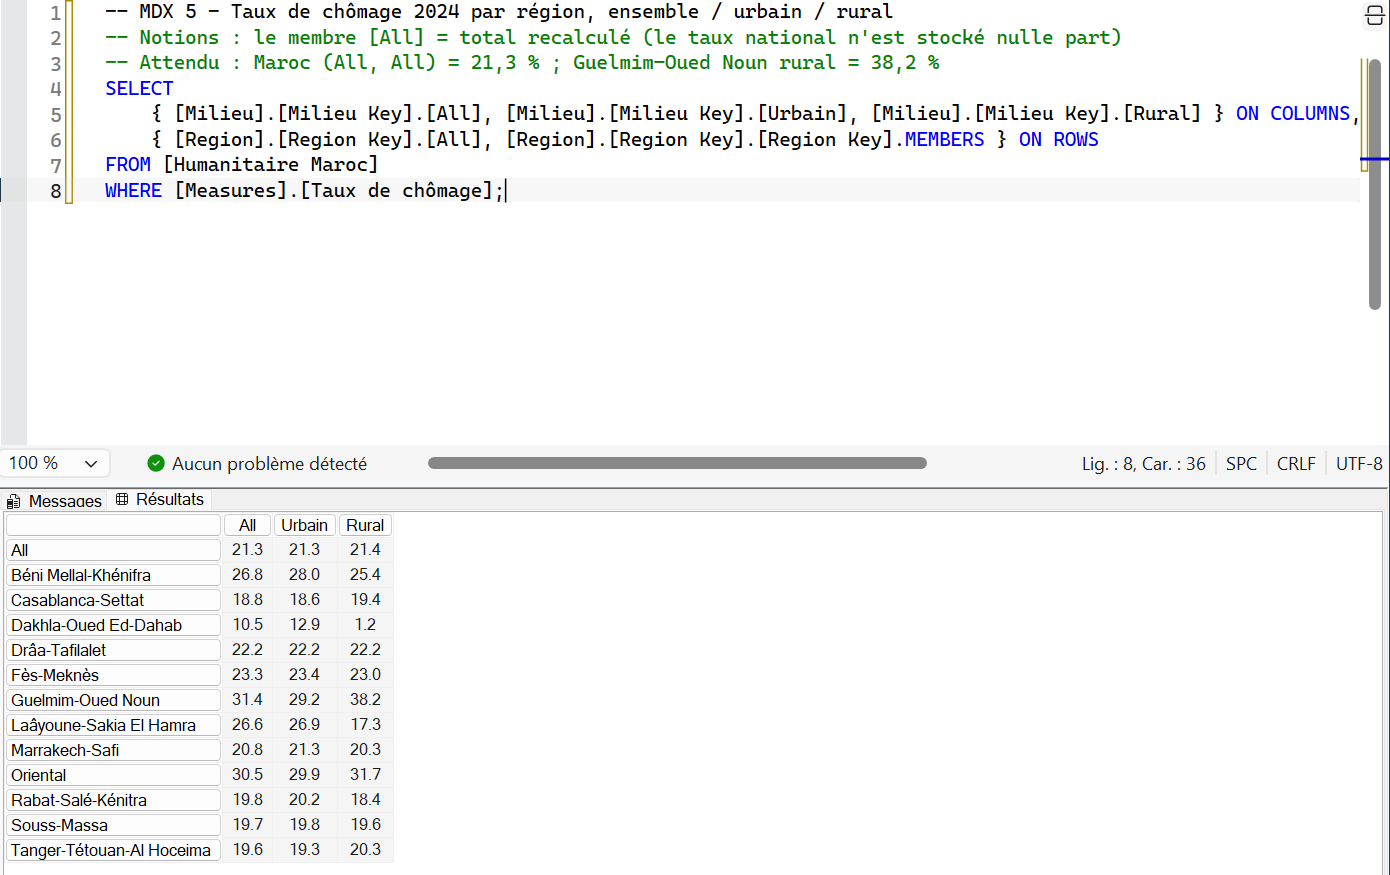 1 -- MDX 5 - Taux de chômage 2024 par région, ensemble / urbain / rural
2 -- Notions : le membre [All] = total recalculé (le taux national n'est stocké nulle part)
3 -- Attendu : Maroc (All, All) = 21,3 % ; Guelmim-Oued Noun rural = 38,2 %
4 SELECT
5 { [Milieu].[Milieu Key].[All], [Milieu].[Milieu Key].[Urbain], [Milieu].[Milieu Key].[Rural] } ON COLUMNS,
6 { [Region].[Region Key].[All], [Region].[Region Key].[Region Key].MEMBERS } ON ROWS
7 FROM [Humanitaire Maroc]
8 WHERE [Measures].[Taux de chômage];
100 % Aucun problème détecté Lig. : 8, Car. : 36 SPC CRLF UTF-8
Messages Résultats
All Urbain Rural
All 21.3 21.3 21.4
Béni Mellal-Khénifra 26.8 28.0 25.4
Casablanca-Settat 18.8 18.6 19.4
Dakhla-Oued Ed-Dahab 10.5 12.9 1.2
Drâa-Tafilalet 22.2 22.2 22.2
Fès-Meknès 23.3 23.4 23.0
Guelmim-Oued Noun 31.4 29.2 38.2
Laâyoune-Sakia El Hamra 26.6 26.9 17.3
Marrakech-Safi 20.8 21.3 20.3
Oriental 30.5 29.9 31.7
Rabat-Salé-Kénitra 19.8 20.2 18.4
Souss-Massa 19.7 19.8 19.6
Tanger-Tétouan-Al Hoceima 19.6 19.3 20.3